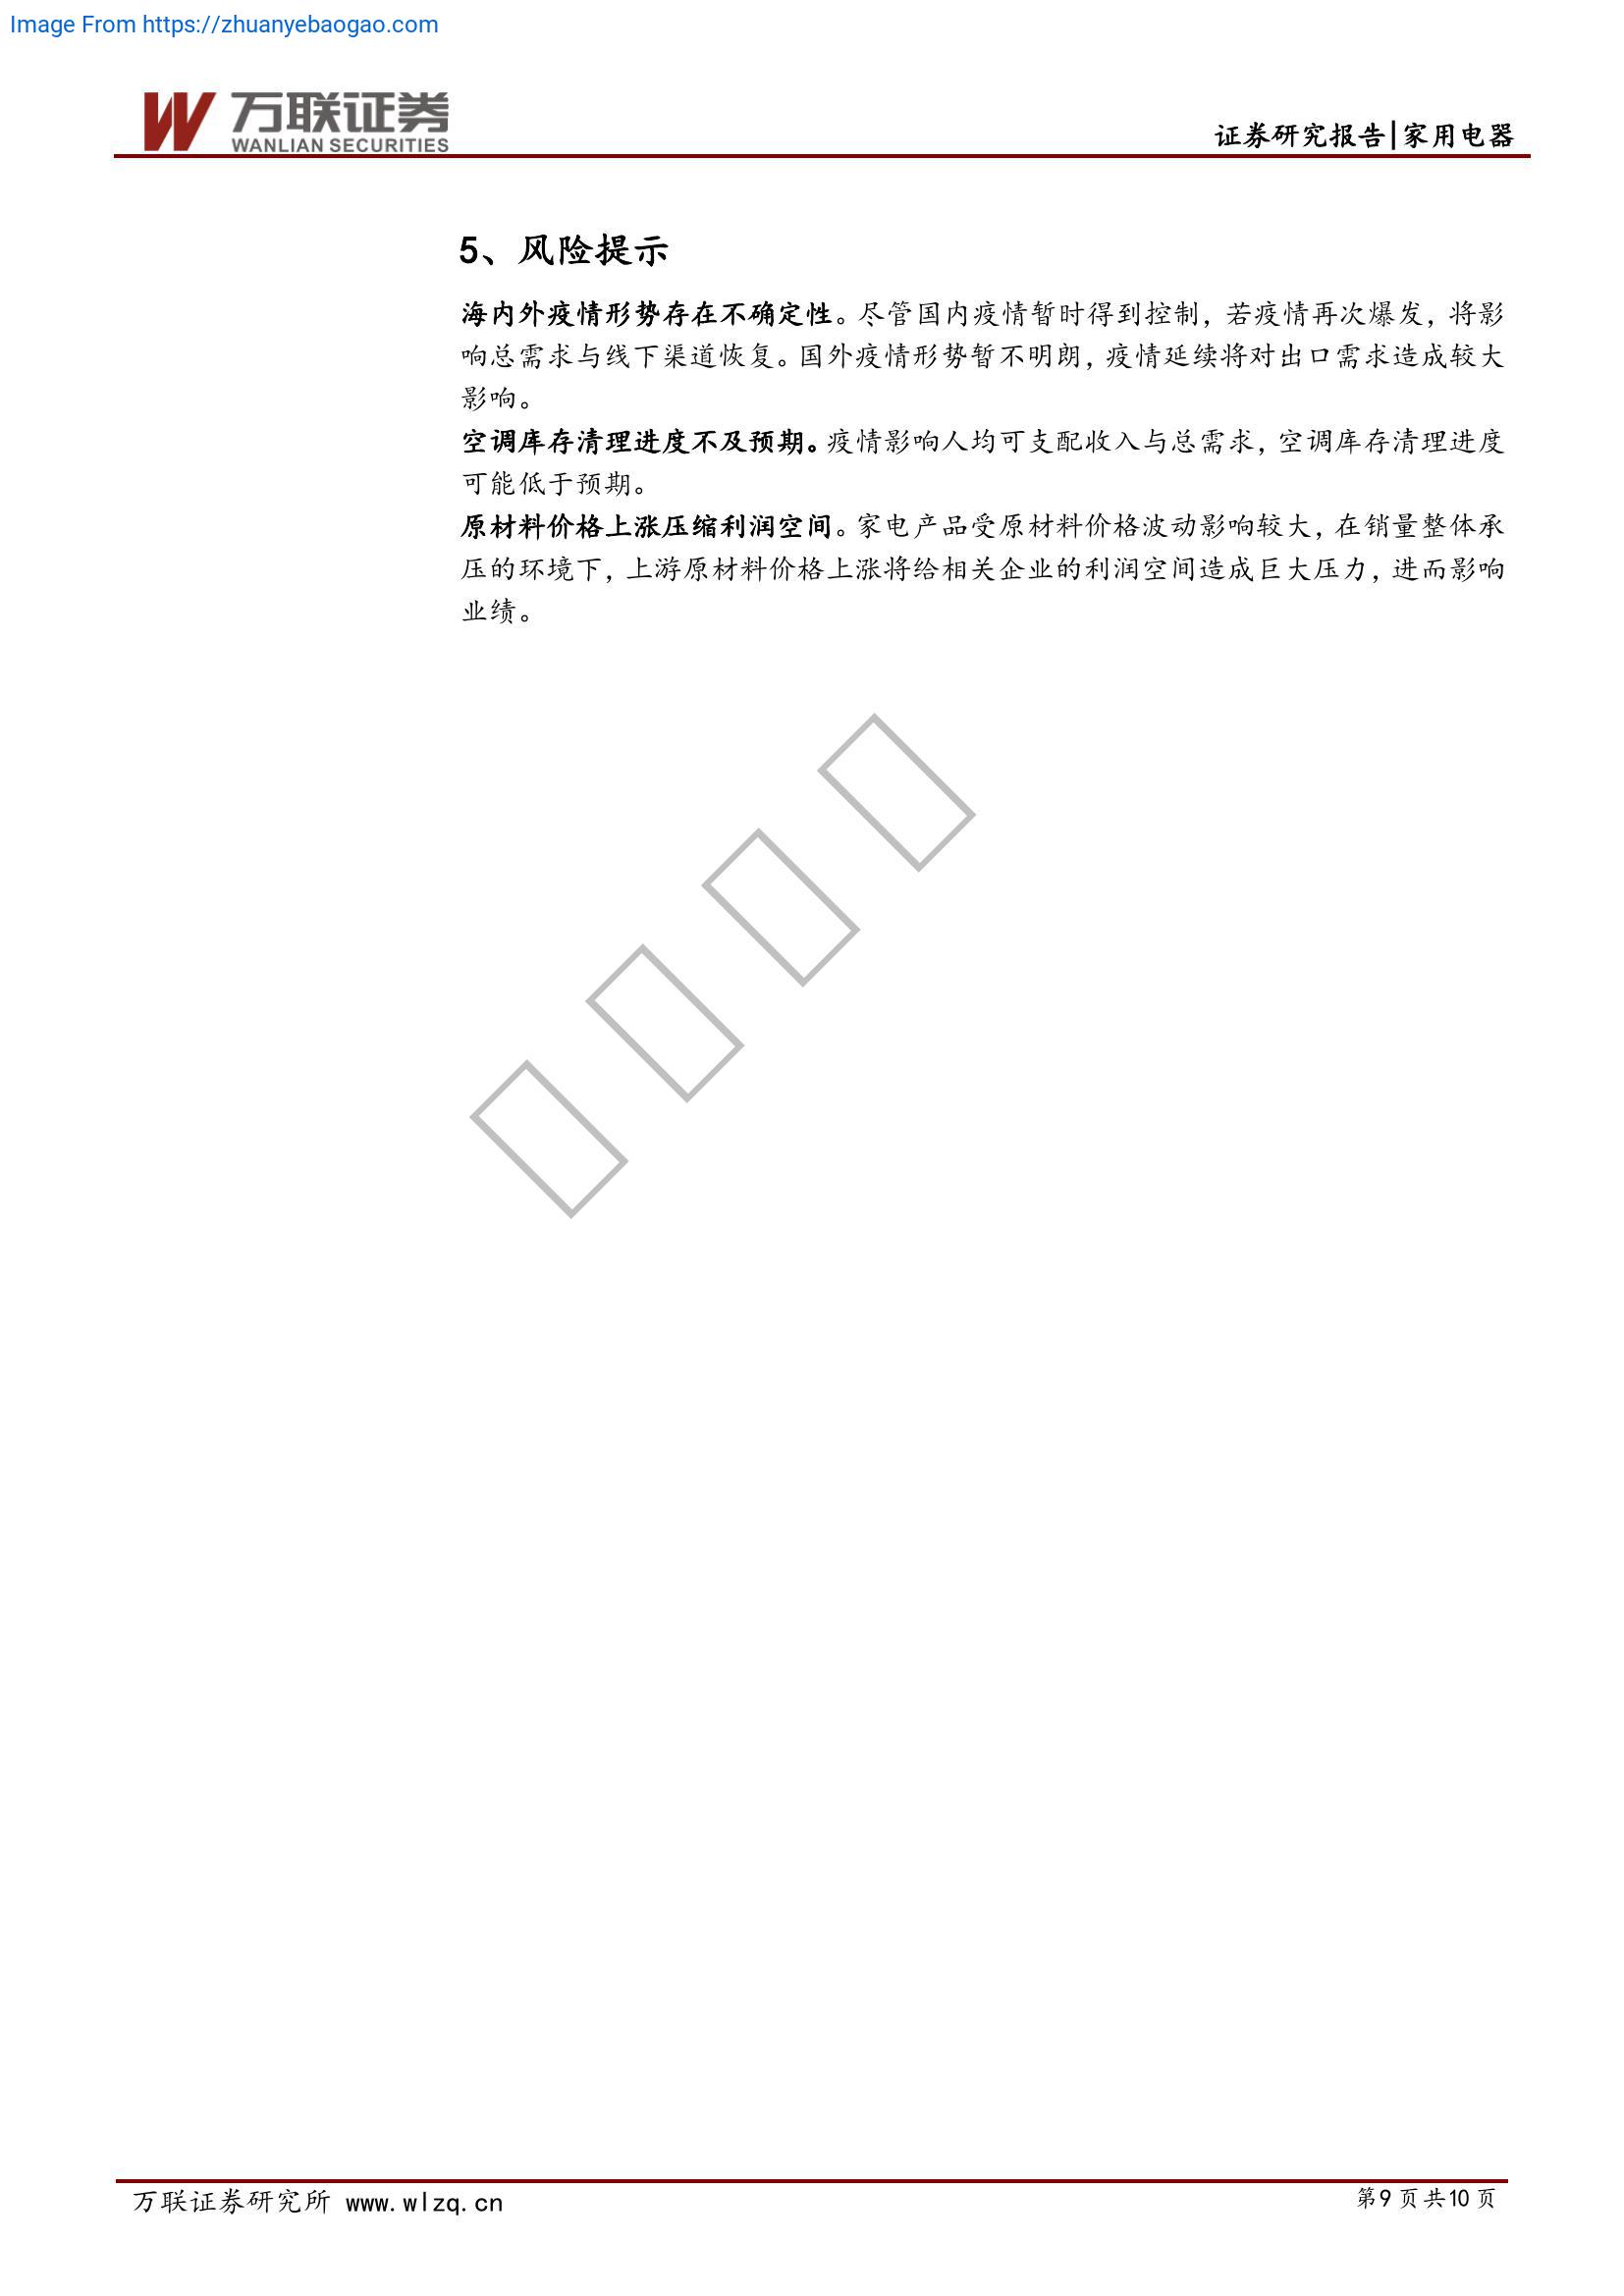 Image From https://zhuanyebaogao.com
万联证券
WANLIAN SECURITIES
证券研究报告|家用电器
5、风险提示
海内外疫情形势存在不确定性。尽管国内疫情暂时得到控制，若疫情再次爆发，将影
响总需求与线下渠道恢复。国外疫情形势暂不明朗，疫情延续将对出口需求造成较大
影响。
空调库存清理进度不及预期。疫情影响人均可支配收入与总需求，空调库存清理进度
可能低于预期。
原材料价格上涨压缩利润空间。家电产品受原材料价格波动影响较大，在销量整体承
压的环境下，上游原材料价格上涨将给相关企业的利润空间造成巨大压力，进而影响
业绩。
万联证券研究所 www.wlzq.cn
第9页共10页